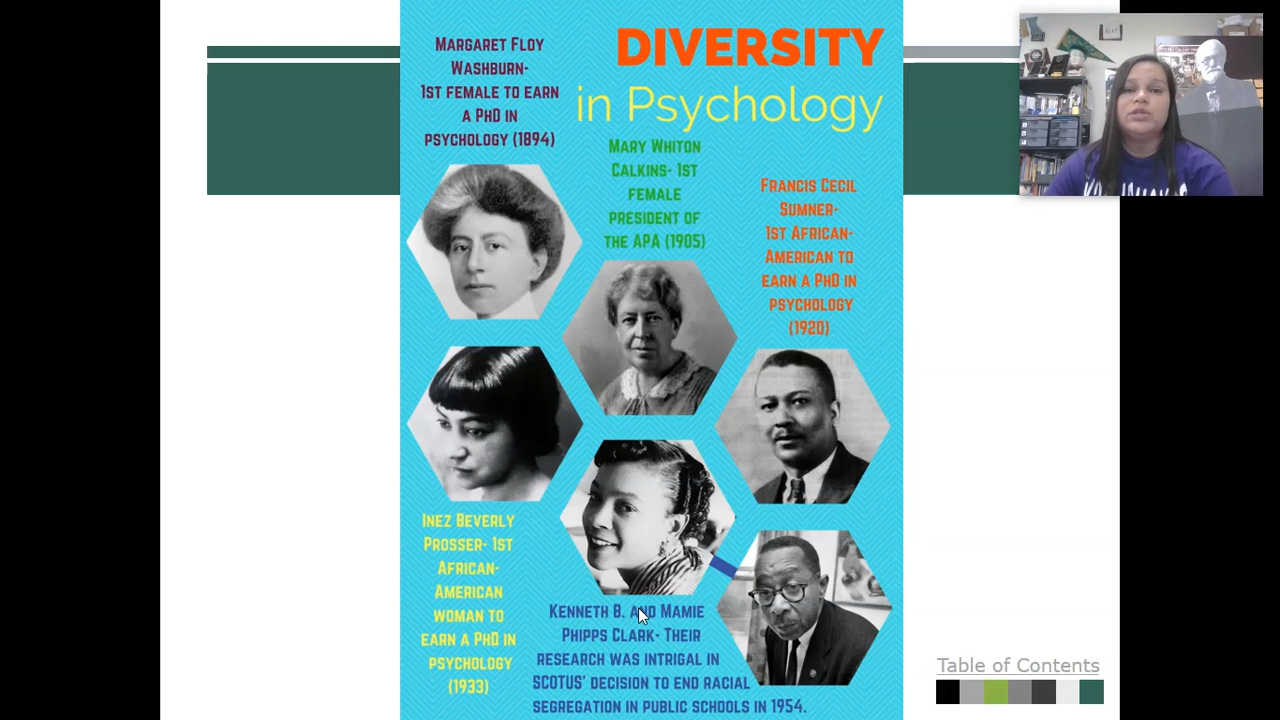 DIVERSITY
in Psychology
MARGARET FLOY
WASHBURN-
1ST FEMALE TO EARN
A PHD IN
PSYCHOLOGY (1894)
MARY WHITON
CALKINS- 1ST
FEMALE
PRESIDENT OF
THE APA (1905)
FRANCIS CECIL
SUMNER-
1ST AFRICAN-
AMERICAN TO
EARN A PHD IN
PSYCHOLOGY
(1920)
INEZ BEVERLY
PROSSER- 1ST
AFRICAN-
AMERICAN
WOMAN TO
EARN A PHD IN
PSYCHOLOGY
(1933)
KENNETH B. AND MAMIE
PHIPPS CLARK- THEIR
RESEARCH WAS INTRIGAL IN
SCOTUS' DECISION TO END RACIAL
SEGREGATION IN PUBLIC SCHOOLS IN 1954.
Table of Contents